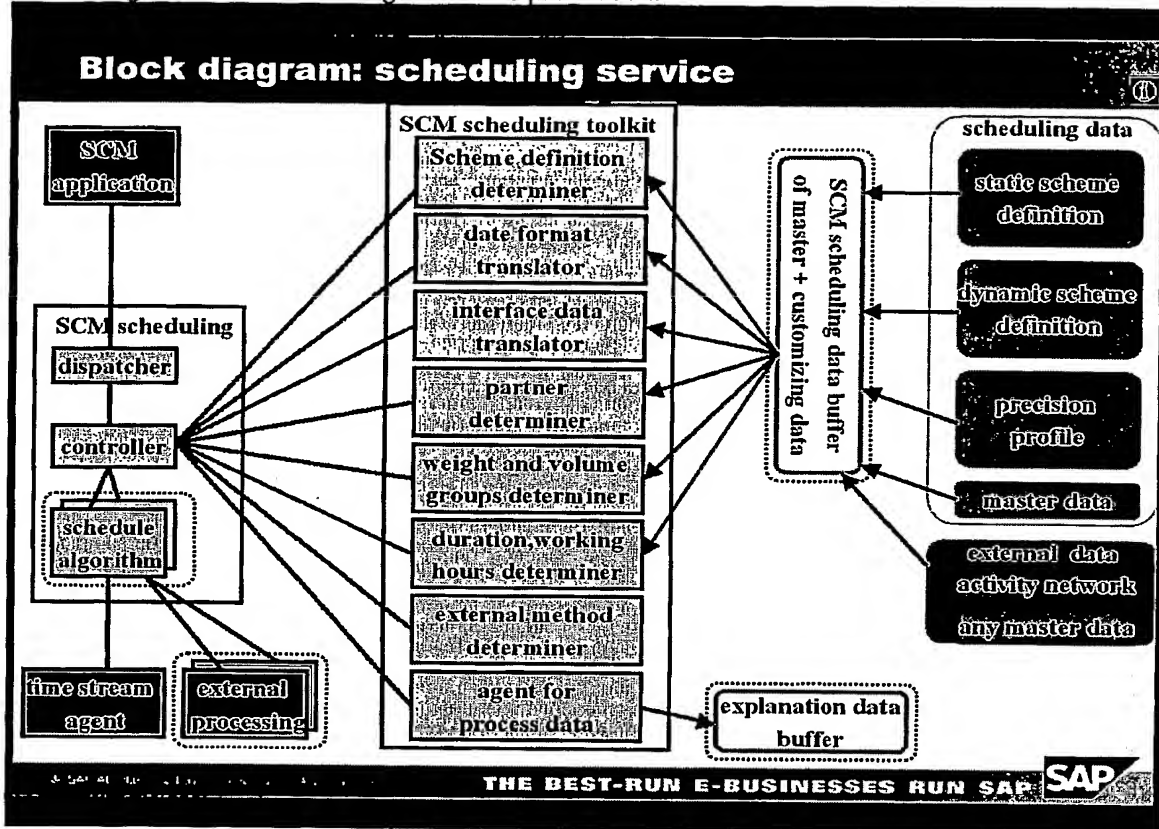 Block diagram: scheduling service
SCM
application
SCM scheduling
dispatcher
controller
schedule
algorithm
time stream
agent
external
processing
SCM scheduling toolkit
Scheme definition
determiner
date format
translator
interface data
translator
partner
determiner
weight and volume
groups determiner
duration,working
hours determiner
external method
determiner
agent for
process data
SCM scheduling data buffer
of master + customizing data
explanation data
buffer
scheduling data
static scheme
definition
dynamic scheme
definition
precision
profile
master data
external data
activity network
any master data
THE BEST-RUN E-BUSINESSES RUN SAP
SAP